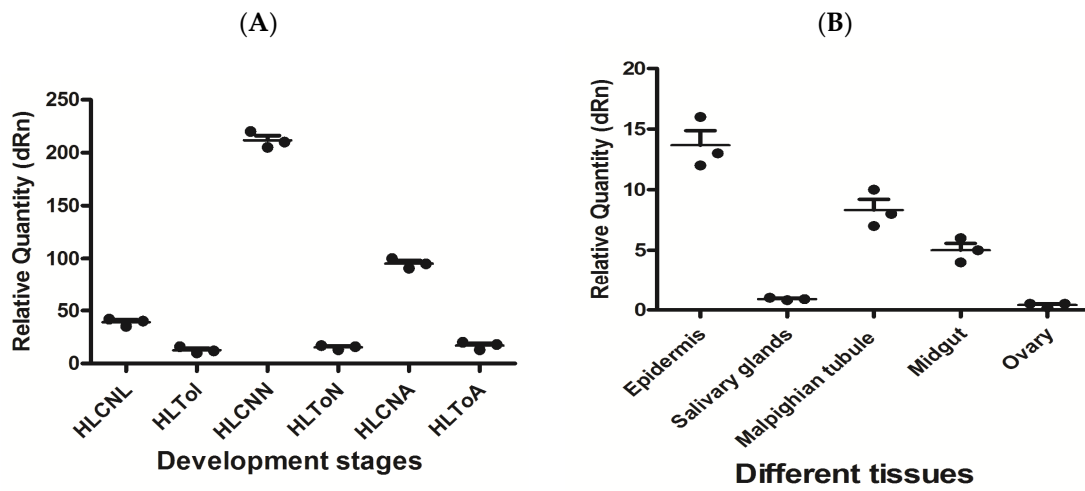 (A)
Relative Quantity (dRn)
250
200
150
100
50
0
HLCNL
HLTol
HLCNN
HLToN
HLCNA
HLToA
Development stages
(B)
Relative Quantity (dRn)
20
15
10
5
0
Epidermis
Salivary glands
Malpighian tubule
Midgut
Ovary
Different tissues